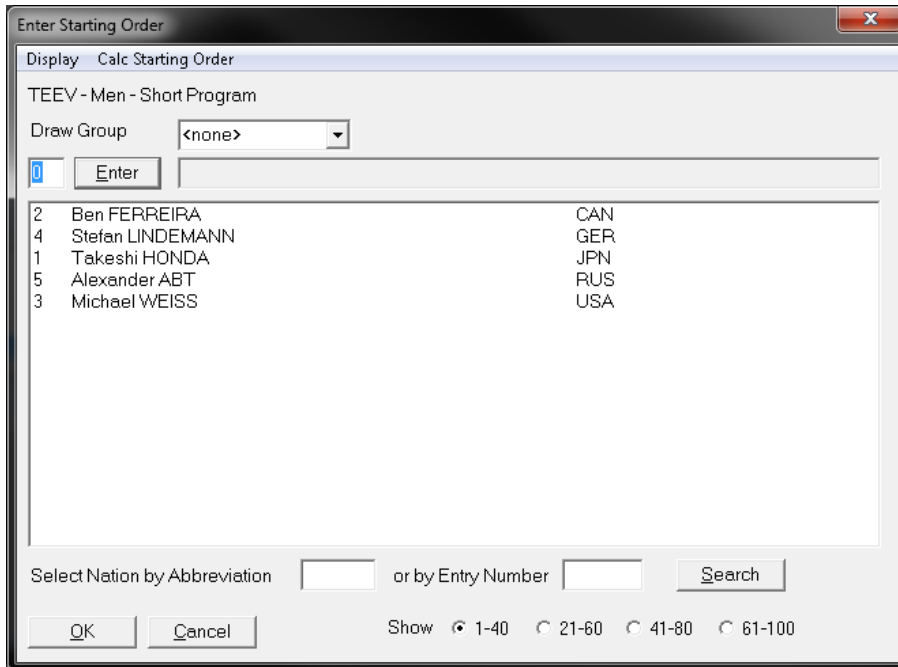 Enter Starting Order
Display Calc Starting Order
TEEV - Men - Short Program
Draw Group <none>
0 Enter
2 Ben FERREIRA CAN
4 Stefan LINDEMANN GER
1 Takeshi HONDA JPN
5 Alexander ABT RUS
3 Michael WEISS USA
Select Nation by Abbreviation or by Entry Number Search
OK Cancel Show 1-40 21-60 41-80 61-100